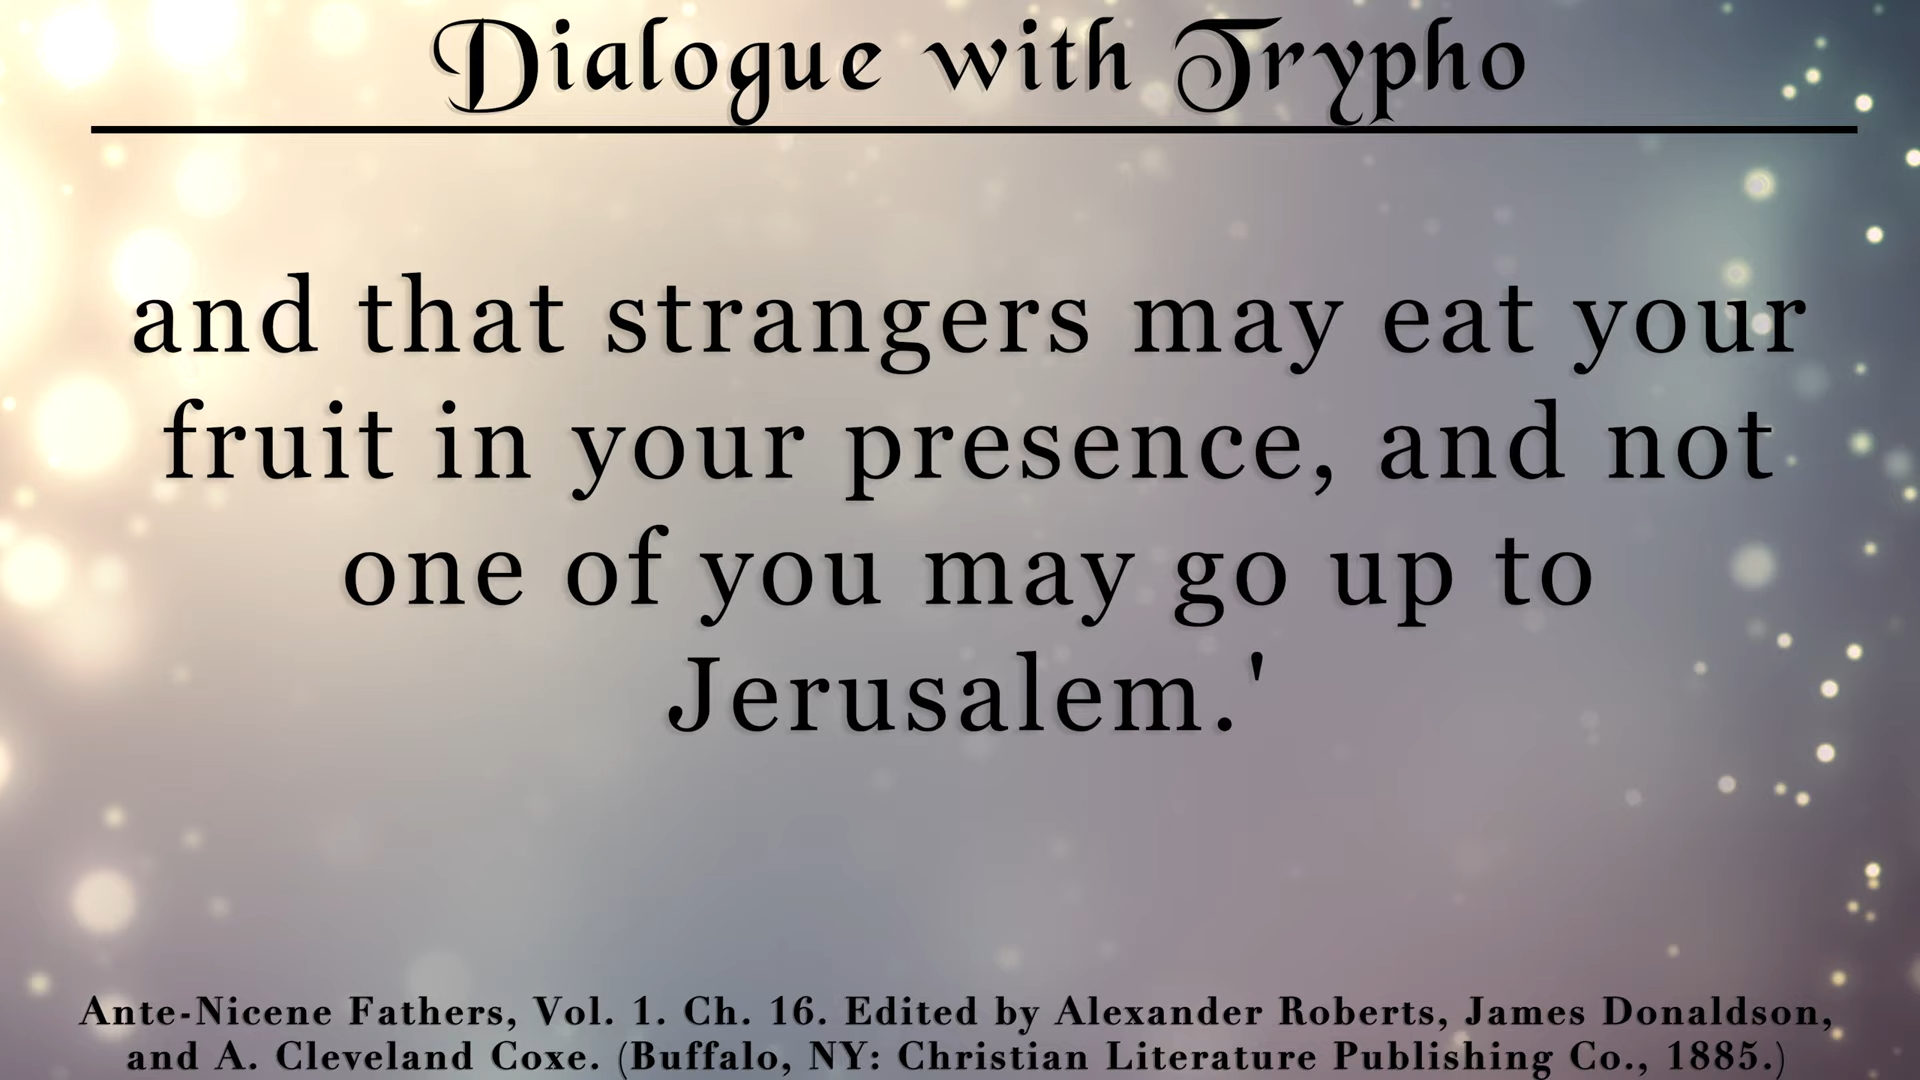 Dialogue with Trypho
and that strangers may eat your
fruit in your presence, and not
one of you may go up to
Jerusalem.'
Ante-Nicene Fathers, Vol. 1. Ch. 16. Edited by Alexander Roberts, James Donaldson,
and A. Cleveland Coxe. (Buffalo, NY: Christian Literature Publishing Co., 1885.)